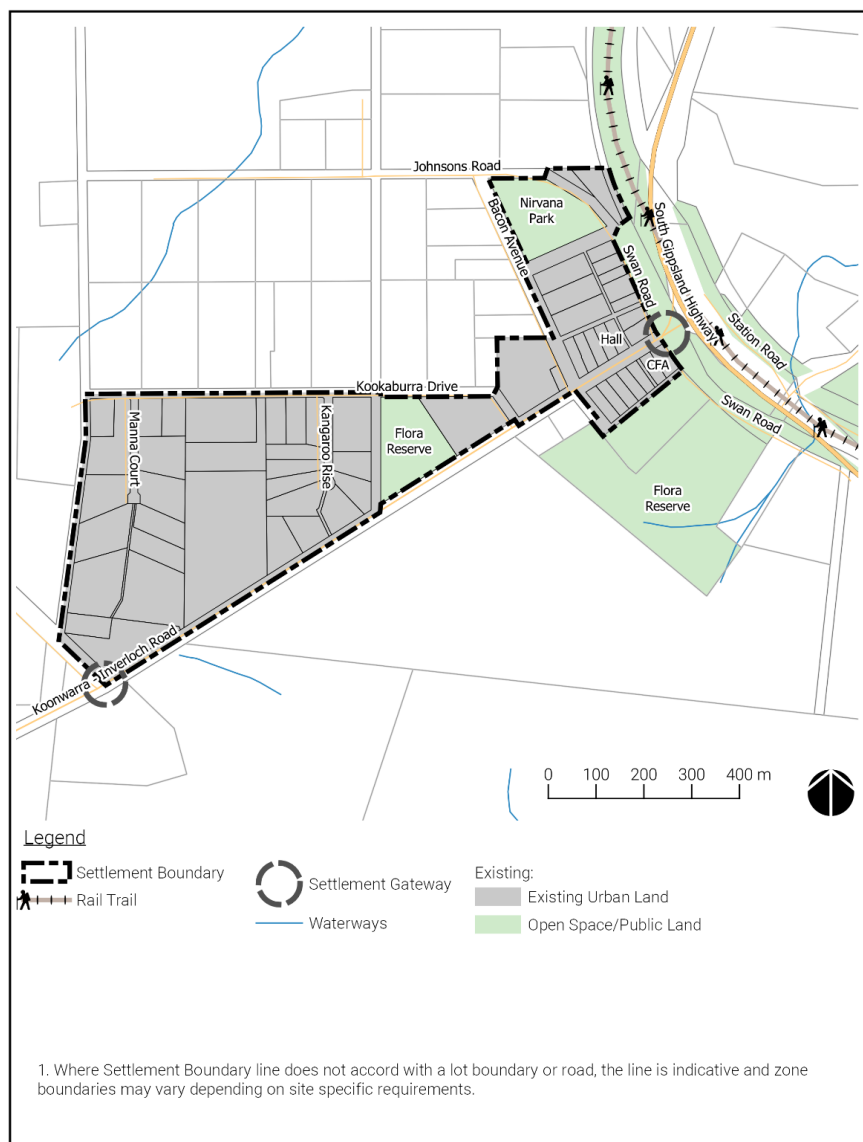 Johnsons Road
Nirvana
Park
Bacon Avenue
South Gippsland Highway
Swan Road
Station Road
Hall
CFA
Kookaburra Drive
Swan Road
Manna Court
Kangaroo Rise
Flora
Reserve
Flora
Reserve
Koonwarra - Inverloch Road
0 100 200 300 400 m
Legend
Settlement Boundary
Rail Trail
Settlement Gateway
Waterways
Existing:
Existing Urban Land
Open Space/Public Land
1. Where Settlement Boundary line does not accord with a lot boundary or road, the line is indicative and zone
boundaries may vary depending on site specific requirements.